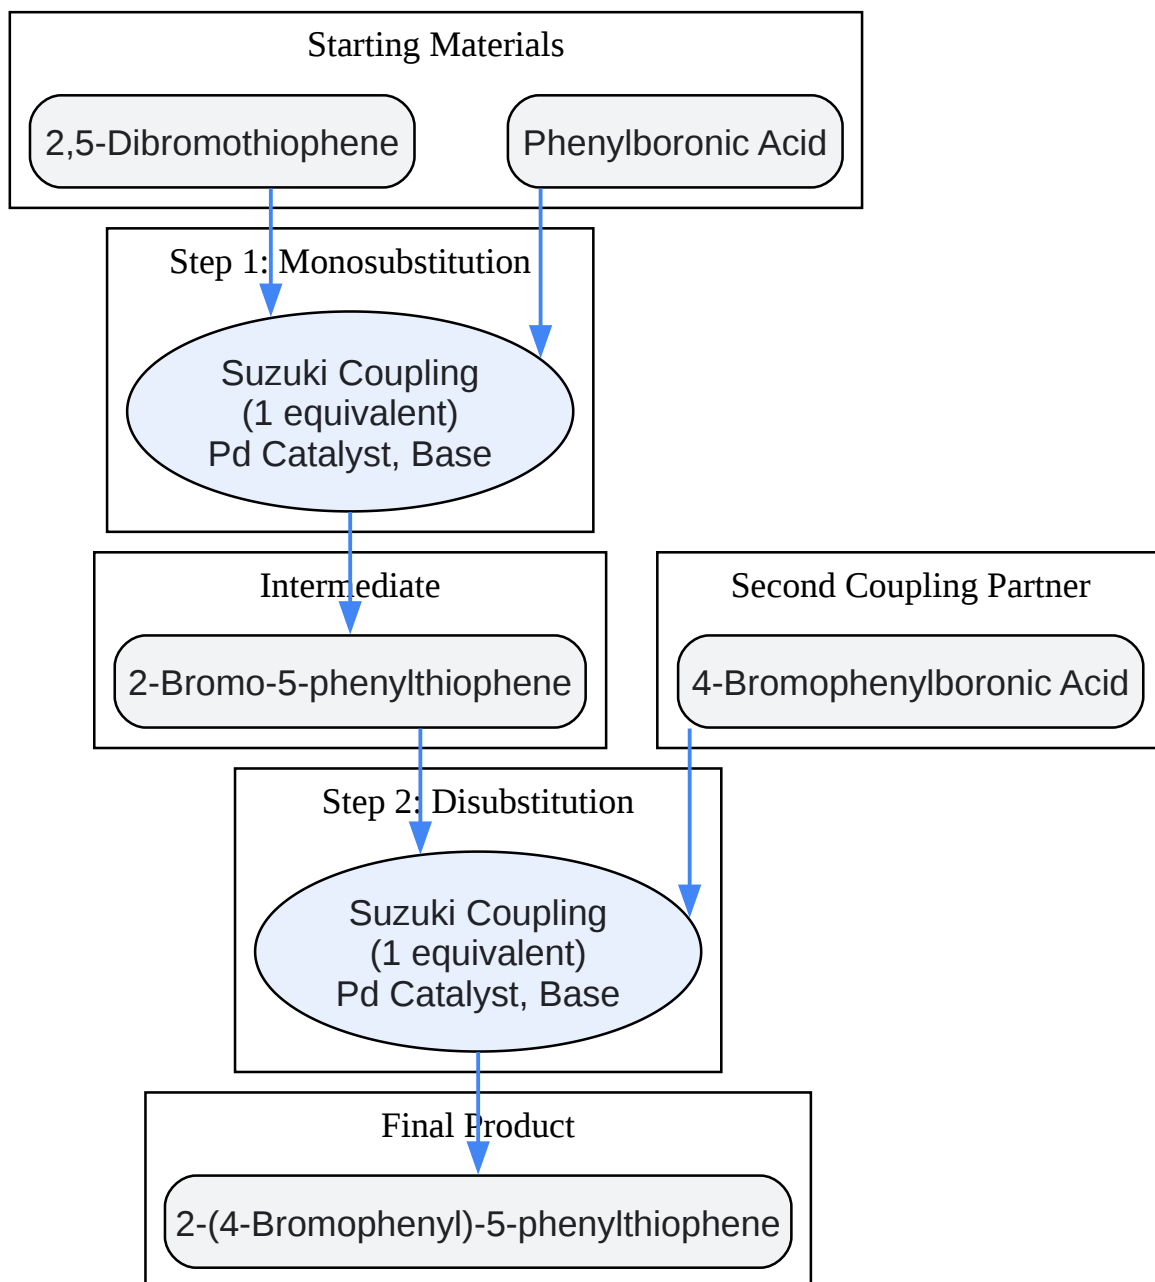 Starting Materials
2,5-Dibromothiophene
Phenylboronic Acid
Step 1: Monosubstitution
Suzuki Coupling
(1 equivalent)
Pd Catalyst, Base
Intermediate
2-Bromo-5-phenylthiophene
Second Coupling Partner
4-Bromophenylboronic Acid
Step 2: Disubstitution
Suzuki Coupling
(1 equivalent)
Pd Catalyst, Base
Final Product
2-(4-Bromophenyl)-5-phenylthiophene